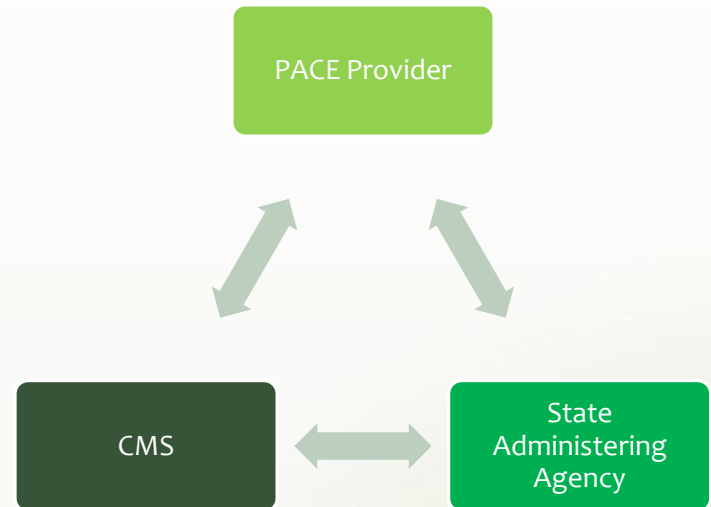 PACE Provider
CMS
State
Administering
Agency